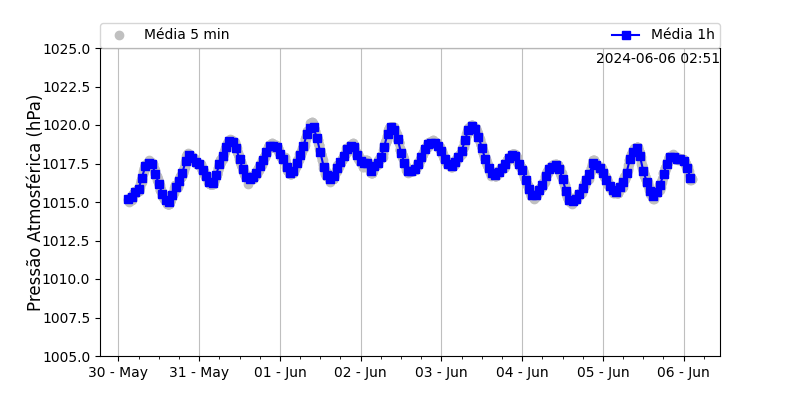 Média 5 min
Média 1h
2024-06-06 02:51
Pressão Atmosférica (hPa)
1025.0
1022.5
1020.0
1017.5
1015.0
1012.5
1010.0
1007.5
1005.0
30 - May
31 - May
01 - Jun
02 - Jun
03 - Jun
04 - Jun
05 - Jun
06 - Jun